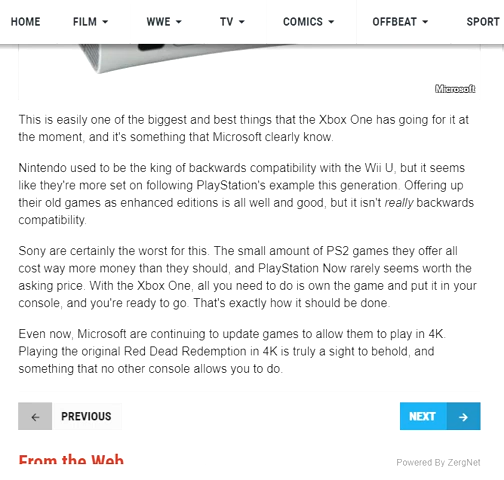 HOME FILM WWE TV COMICS OFFBEAT SPORT
Microsoft
This is easily one of the biggest and best things that the Xbox One has going for it at
the moment, and it's something that Microsoft clearly know.
Nintendo used to be the king of backwards compatibility with the Wii U, but it seems
like they're more set on following PlayStation's example this generation. Offering up
their old games as enhanced editions is all well and good, but it isn't really backwards
compatibility.
Sony are certainly the worst for this. The small amount of PS2 games they offer all
cost way more money than they should, and PlayStation Now rarely seems worth the
asking price. With the Xbox One, all you need to do is own the game and put it in your
console, and you're ready to go. That's exactly how it should be done.
Even now, Microsoft are continuing to update games to allow them to play in 4K.
Playing the original Red Dead Redemption in 4K is truly a sight to behold, and
something that no other console allows you to do.
← PREVIOUS NEXT →
From the Web Powered By ZergNet